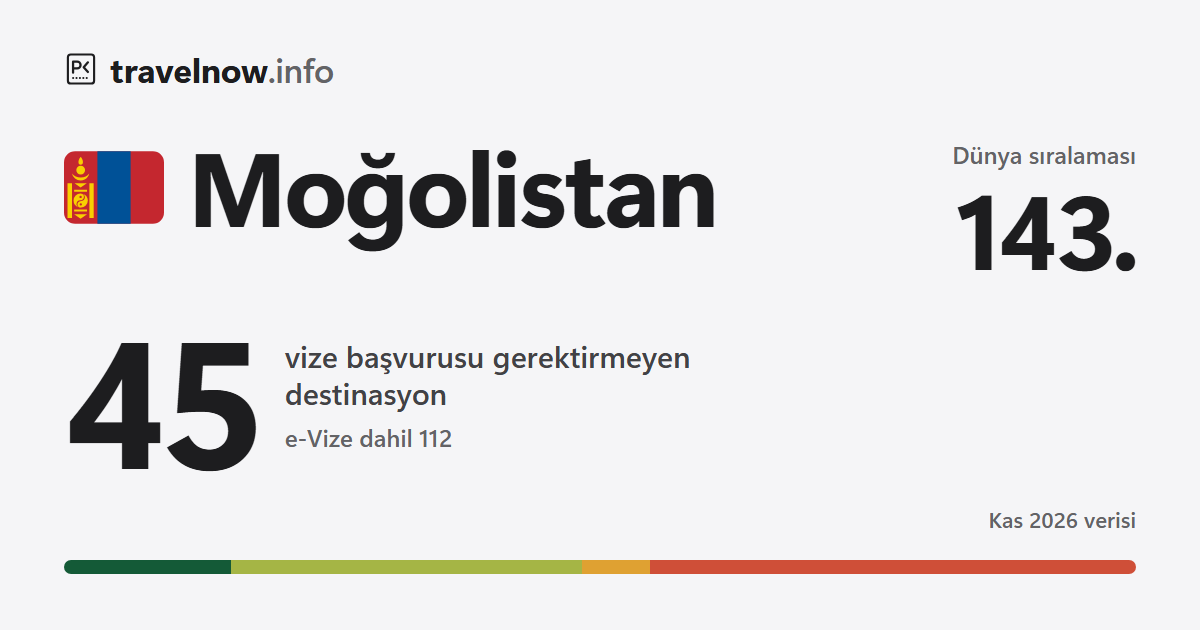 travelnow.info
Moğolistan
Dünya sıralaması
143.
45
vize başvurusu gerektirmeyen
destinasyon
e-Vize dahil 112
Kas 2026 verisi